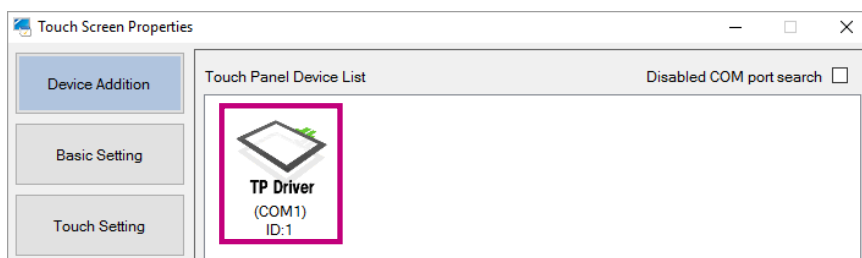 Touch Screen Properties
Device Addition
Touch Panel Device List
Disabled COM port search
Basic Setting
TP Driver
(COM1)
ID:1
Touch Setting